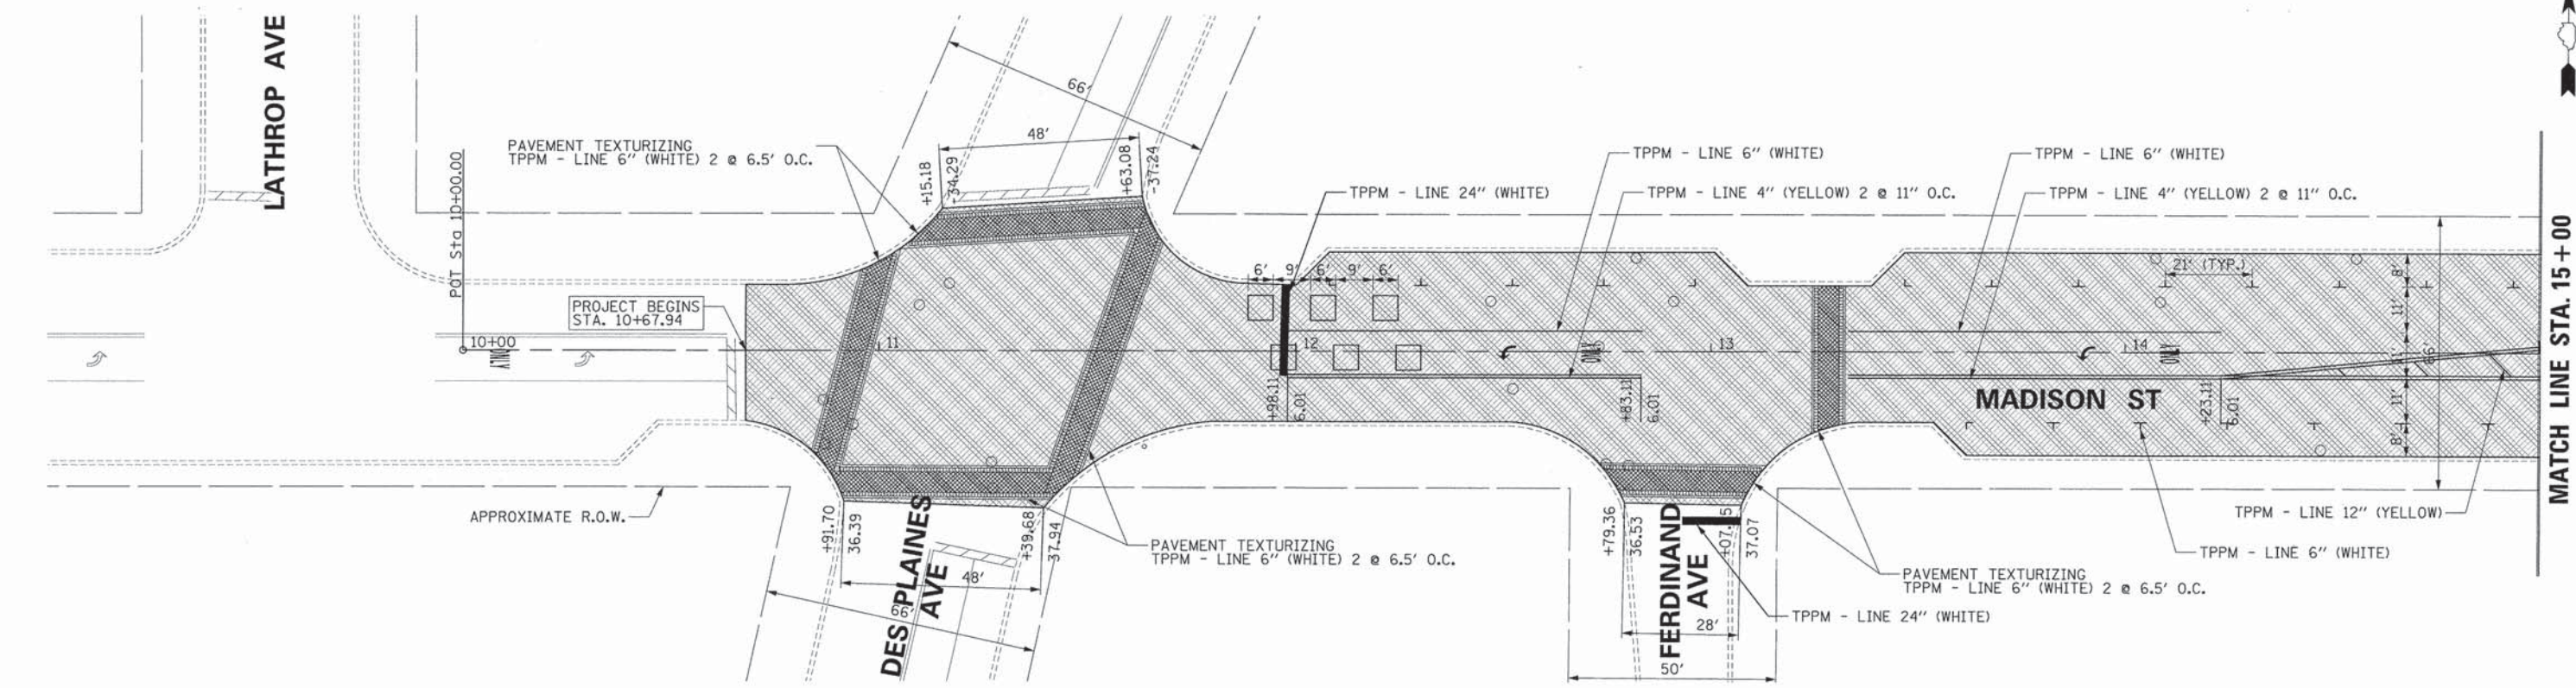 LATHROP AVE
POT Sta 10+00.00
PAVEMENT TEXTURIZING
TPPM - LINE 6" (WHITE) 2 @ 6.5' O.C.
PROJECT BEGINS
STA. 10+67.94
10+00
ONLY
APPROXIMATE R.O.W.
66'
48'
+15.18
-34.29
+63.08
-37.24
11
+91.70
36.39
+39.68
37.94
48'
66'
DES PLAINES
AVE
PAVEMENT TEXTURIZING
TPPM - LINE 6" (WHITE) 2 @ 6.5' O.C.
TPPM - LINE 24" (WHITE)
6'
9'
6'
9'
6'
12
+98.11
6.01
ONLY
TPPM - LINE 6" (WHITE)
TPPM - LINE 4" (YELLOW) 2 @ 11" O.C.
+83.11
6.01
13
+79.36
36.53
37.07
FERDINAND
AVE
28'
50'
TPPM - LINE 24" (WHITE)
PAVEMENT TEXTURIZING
TPPM - LINE 6" (WHITE) 2 @ 6.5' O.C.
TPPM - LINE 6" (WHITE)
TPPM - LINE 4" (YELLOW) 2 @ 11" O.C.
21' (TYP.)
14
ONLY
MADISON ST
+23.11
6.01
8'
11'
11'
8'
66'
TPPM - LINE 12" (YELLOW)
TPPM - LINE 6" (WHITE)
MATCH LINE STA. 15+00